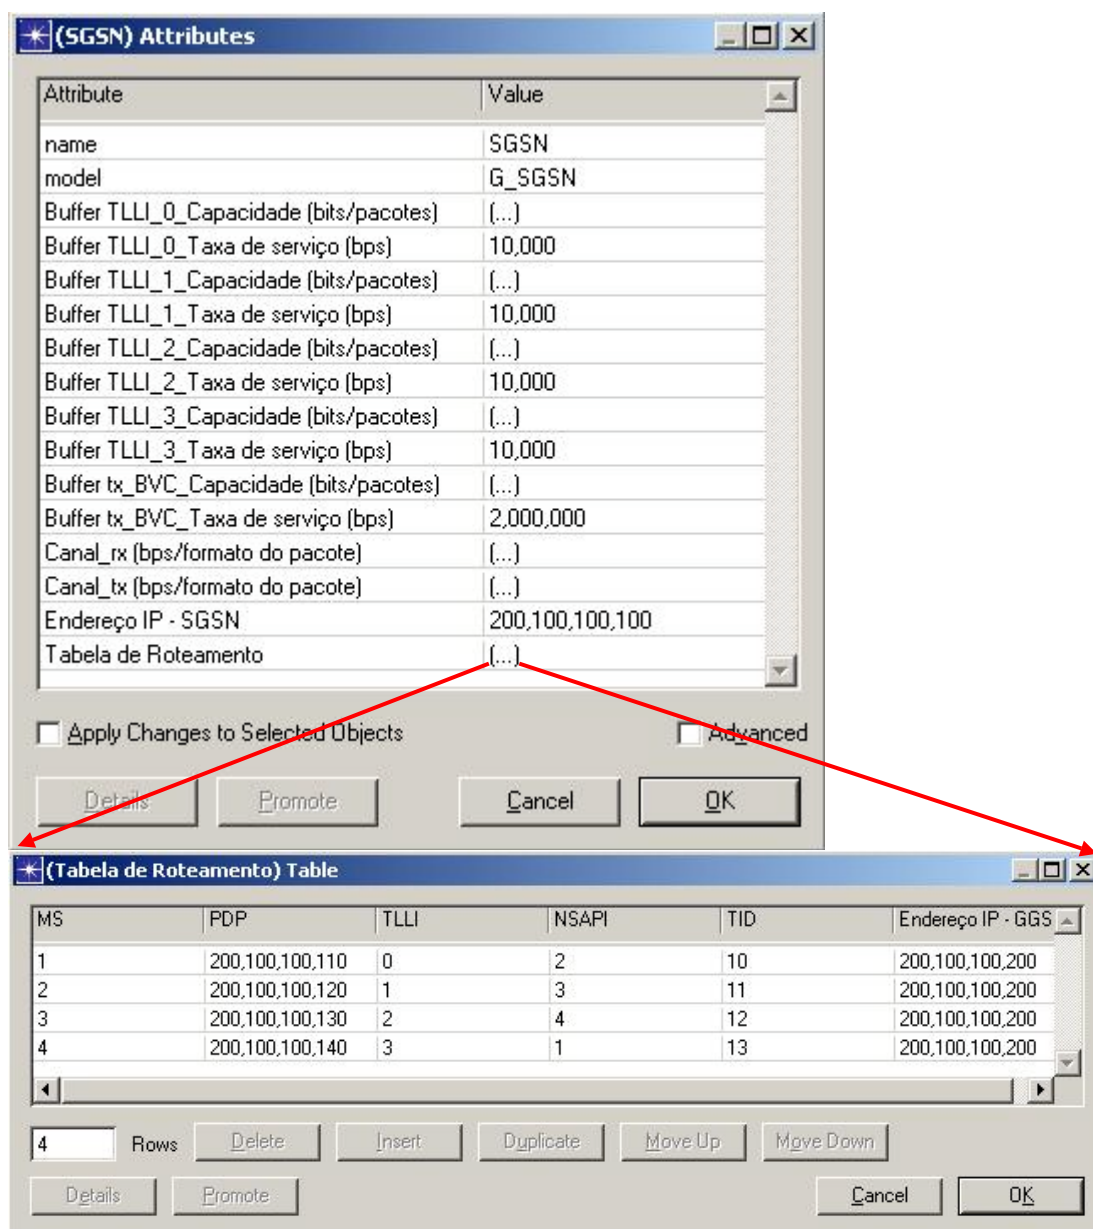 (SGSN) Attributes
Attribute Value
name SGSN
model G_SGSN
Buffer TLLI_0_Capacidade (bits/pacotes) (...)
Buffer TLLI_0_Taxa de serviço (bps) 10,000
Buffer TLLI_1_Capacidade (bits/pacotes) (...)
Buffer TLLI_1_Taxa de serviço (bps) 10,000
Buffer TLLI_2_Capacidade (bits/pacotes) (...)
Buffer TLLI_2_Taxa de serviço (bps) 10,000
Buffer TLLI_3_Capacidade (bits/pacotes) (...)
Buffer TLLI_3_Taxa de serviço (bps) 10,000
Buffer tx_BVC_Capacidade (bits/pacotes) (...)
Buffer tx_BVC_Taxa de serviço (bps) 2,000,000
Canal_rx (bps/formato do pacote) (...)
Canal_tx (bps/formato do pacote) (...)
Endereço IP - SGSN 200,100,100,100
Tabela de Roteamento (...)
Apply Changes to Selected Objects Advanced
Details Promote Cancel OK
(Tabela de Roteamento) Table
MS PDP TLLI NSAPI TID Endereço IP - GGS
1 200,100,100,110 0 2 10 200,100,100,200
2 200,100,100,120 1 3 11 200,100,100,200
3 200,100,100,130 2 4 12 200,100,100,200
4 200,100,100,140 3 1 13 200,100,100,200
4 Rows Delete Insert Duplicate Move Up Move Down
Details Promote Cancel OK